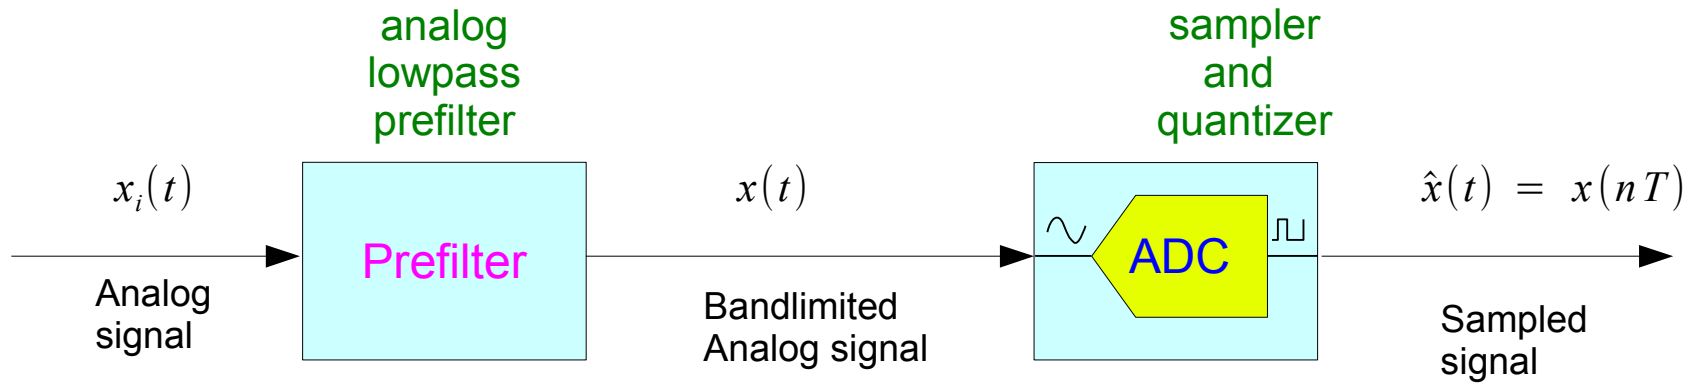 analog
lowpass
prefilter
sampler
and
quantizer
x_i(t)
x(t)
x̂(t) = x(nT)
Prefilter
ADC
Analog
signal
Bandlimited
Analog signal
Sampled
signal